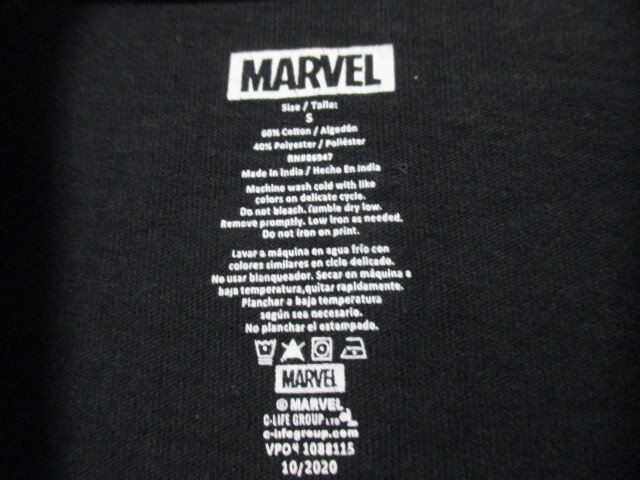 MARVEL
Size / Talla:
S
60% Cotton / Algodón
40% Polyester / Poliéster
RN#86947
Made In India / Hecho En India
Machine wash cold with like
colors on delicate cycle.
Do not bleach. Tumble dry low.
Remove promptly. Low iron as needed.
Do not iron on print.
Lavar a máquina en agua frío con
colores similares en ciclo delicado.
No usar blanqueador. Secar en máquina a
baja temperatura,quitar rapidamente.
Planchar a baja temperatura
según sea necesario.
No planchar el estampado.
MARVEL
© MARVEL
C-LIFE GROUP LTD
c-lifegroup.com
VPO# 1088115
10/2020